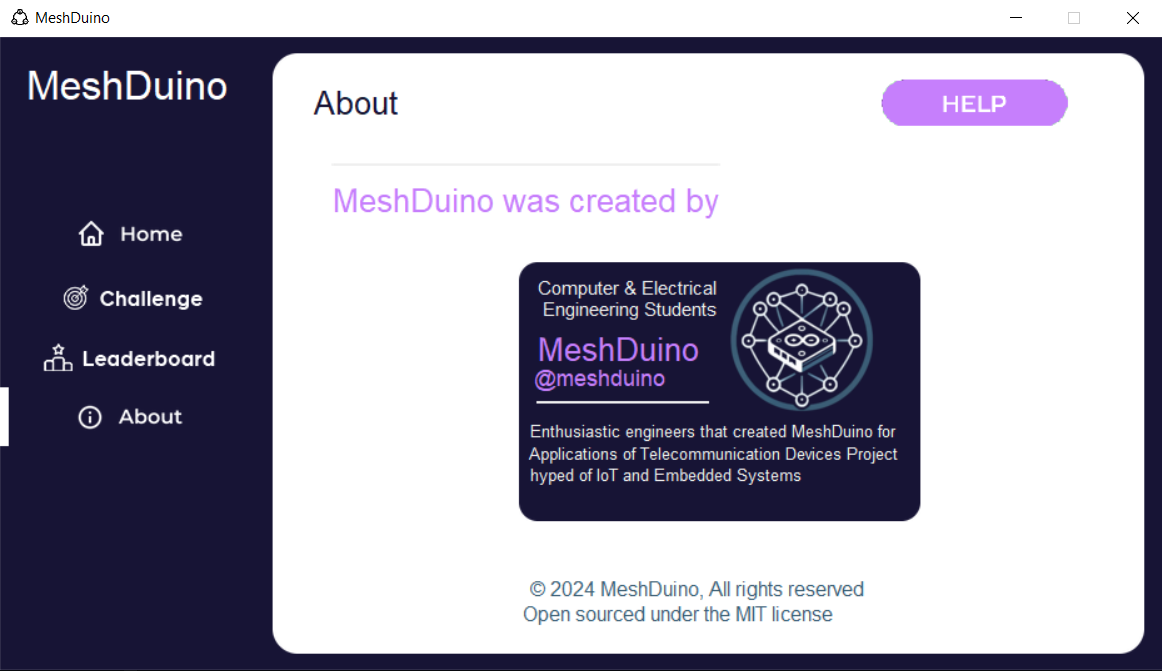 MeshDuino
MeshDuino
Home
Challenge
Leaderboard
About
About
HELP
MeshDuino was created by
Computer & Electrical
Engineering Students
MeshDuino
@meshduino
Enthusiastic engineers that created MeshDuino for
Applications of Telecommunication Devices Project
hyped of IoT and Embedded Systems
© 2024 MeshDuino, All rights reserved
Open sourced under the MIT license